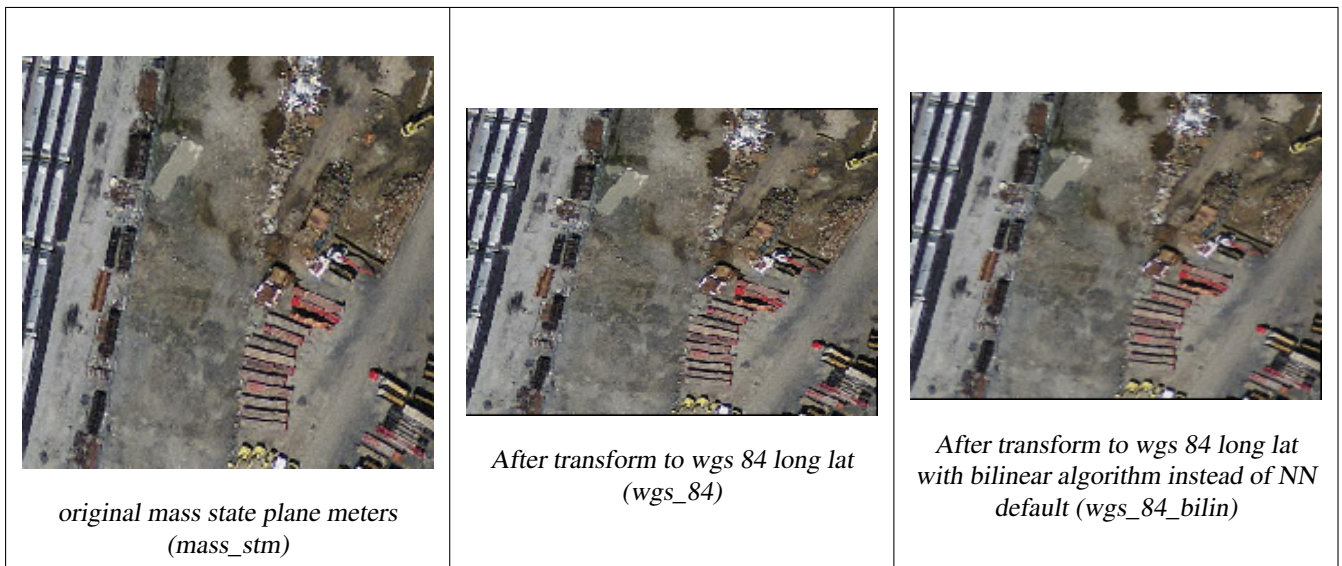 original mass state plane meters
(mass_stm)
After transform to wgs 84 long lat
(wgs_84)
After transform to wgs 84 long lat
with bilinear algorithm instead of NN
default (wgs_84_bilin)